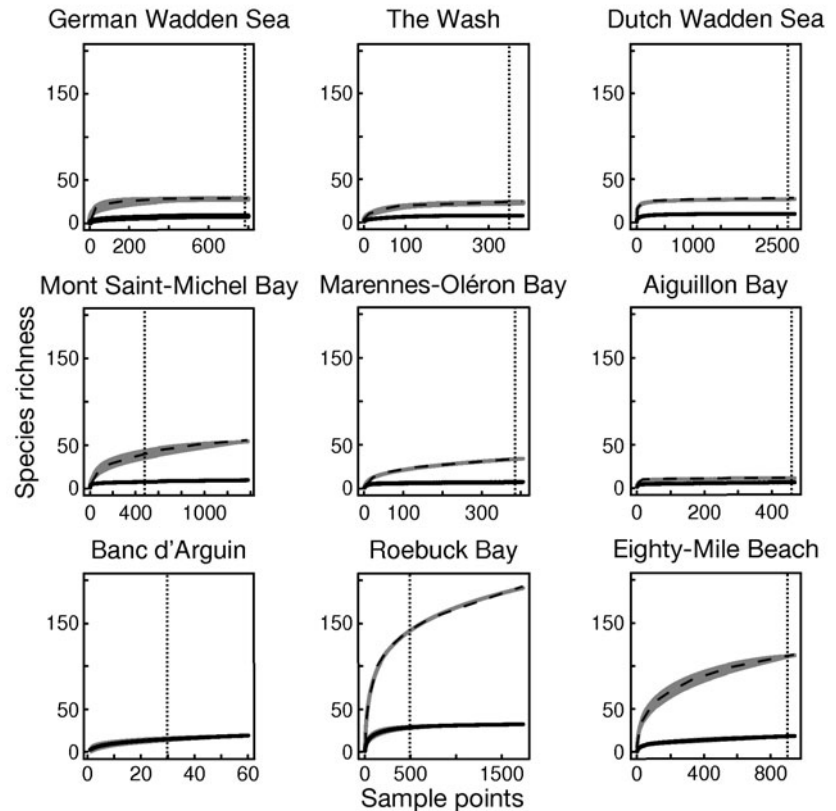 German Wadden Sea The Wash Dutch Wadden Sea
150
50
0
0 200 600
150
50
0
0 100 300
150
50
0
0 1000 2500
Mont Saint-Michel Bay Marennes-Oléron Bay Aiguillon Bay
Species richness
150
50
0
0 400 1000
150
50
0
0 100 300
150
50
0
0 200 400
Banc d'Arguin Roebuck Bay Eighty-Mile Beach
150
50
0
0 20 40 60
150
50
0
0 500 1500
150
50
0
0 400 800
Sample points